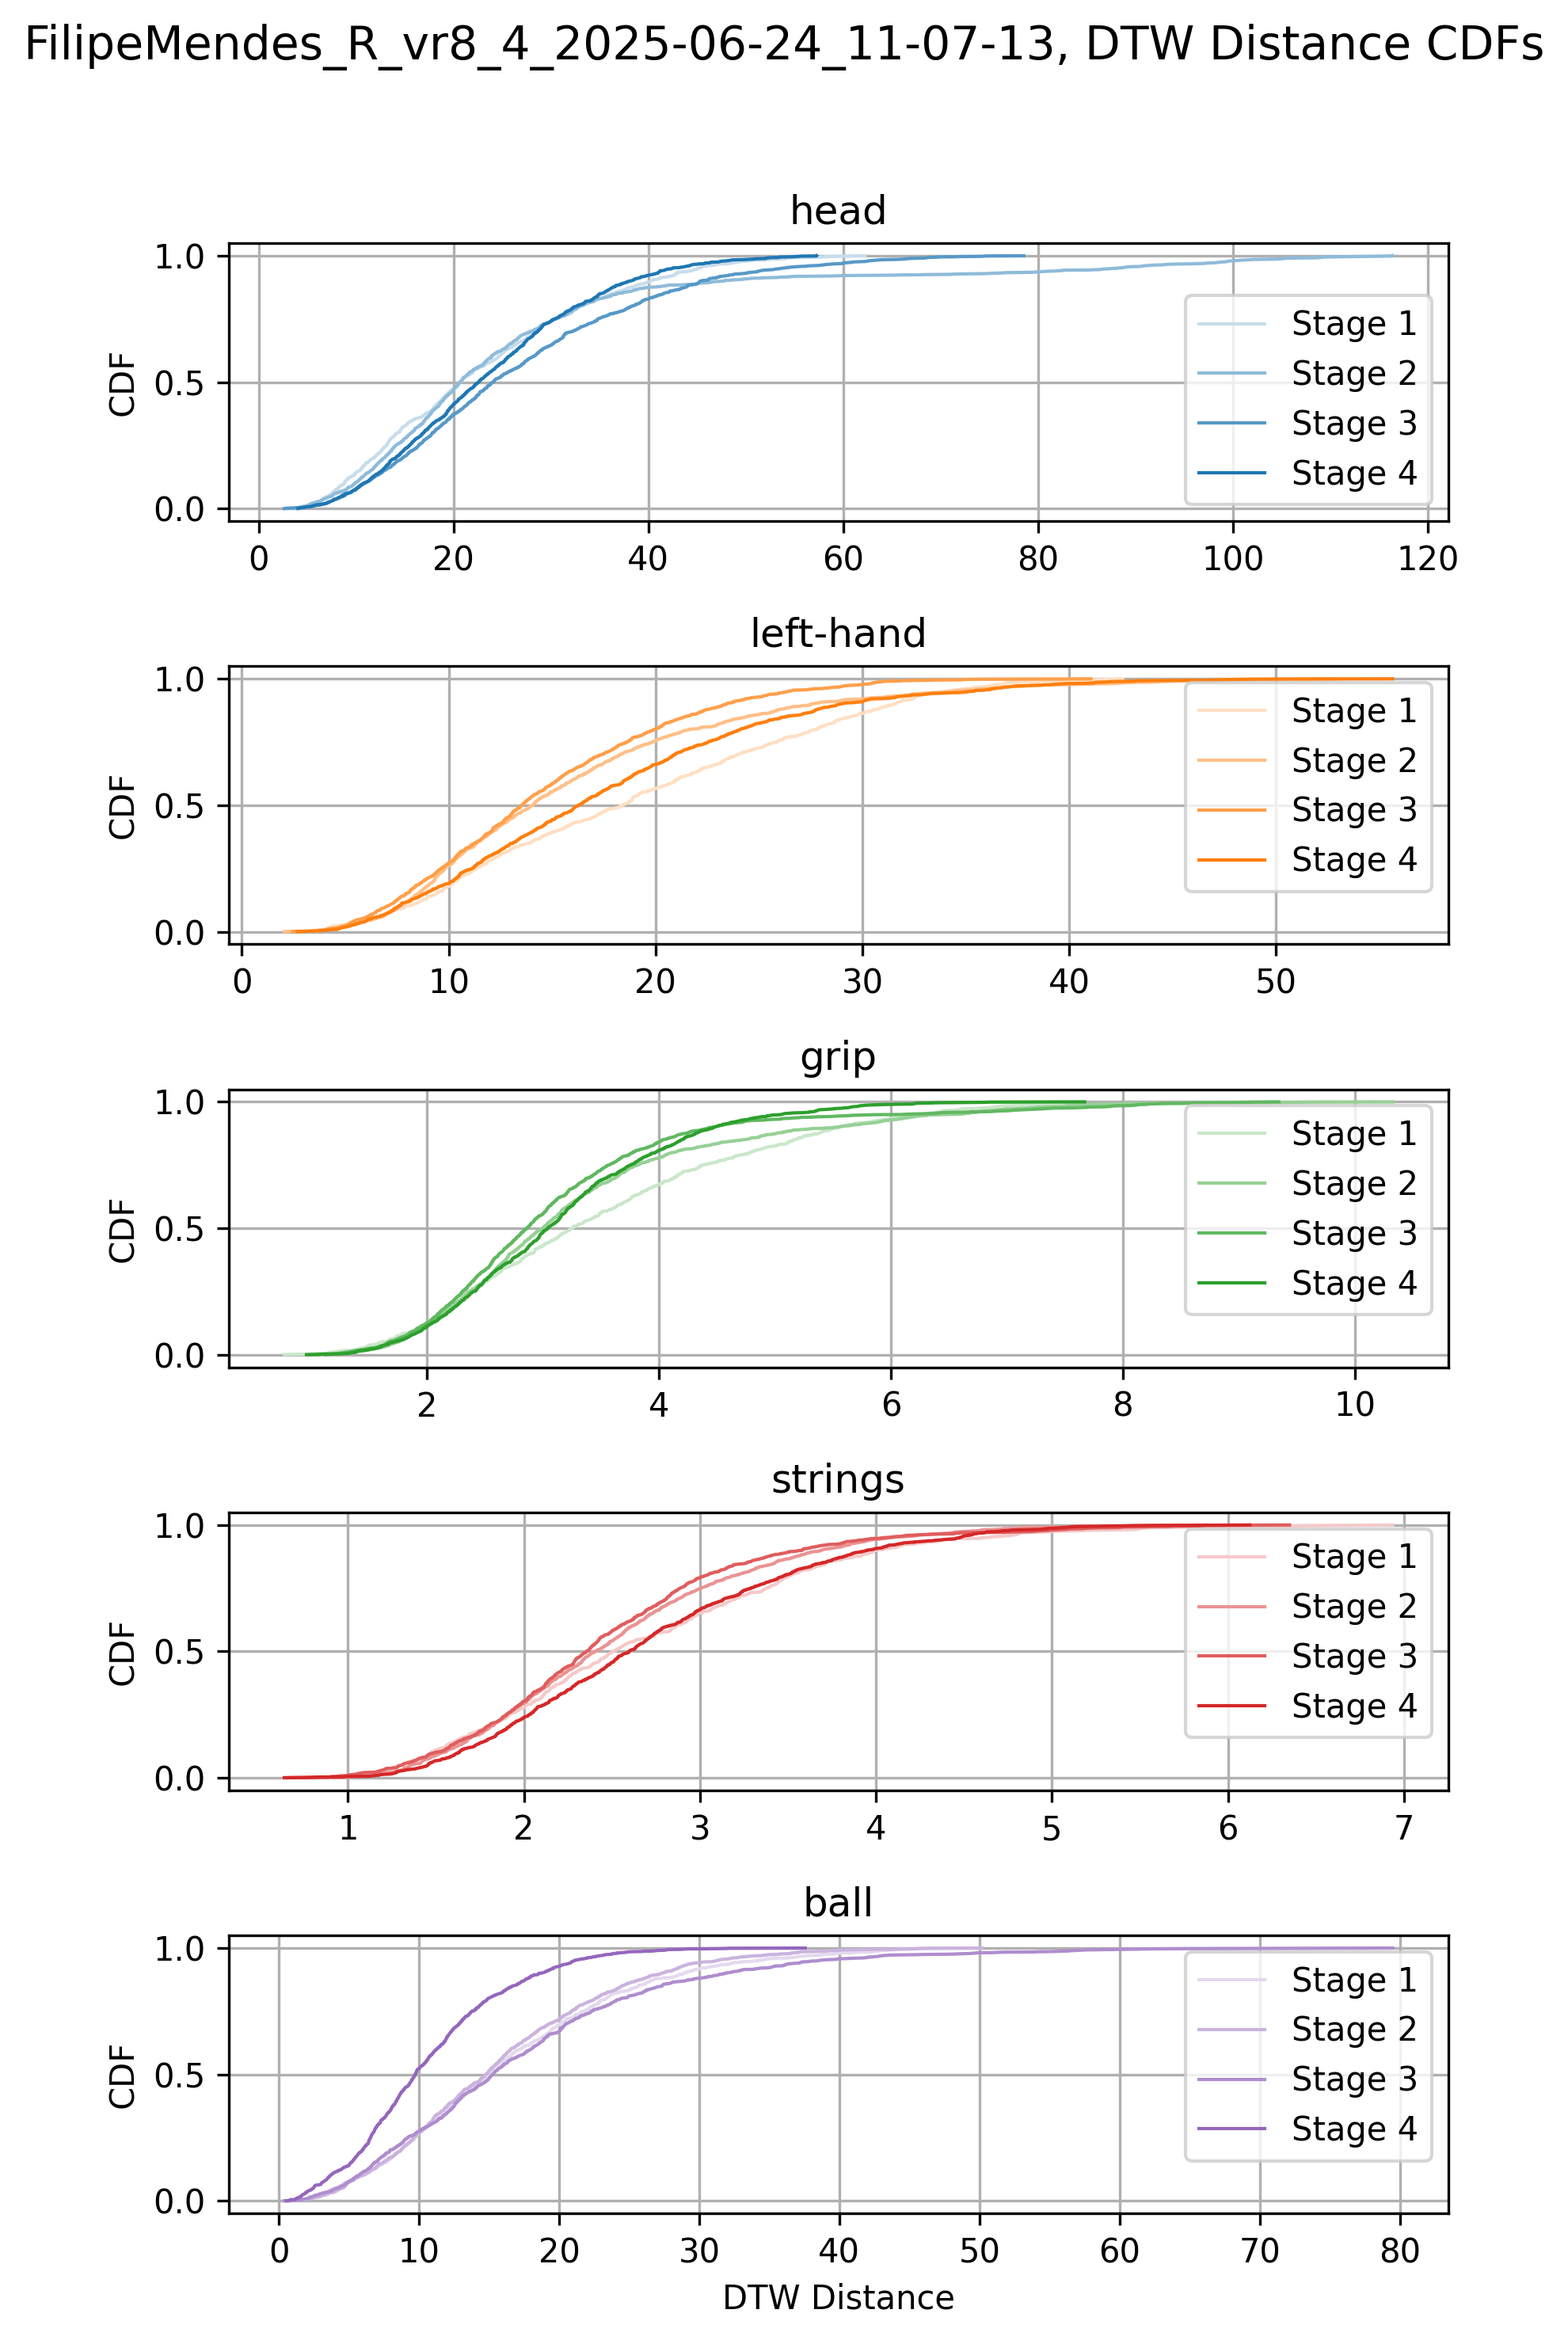 FilipeMendes_R_vr8_4_2025-06-24_11-07-13, DTW Distance CDFs
head
1.0
0.5
0.0
CDF
Stage 1
Stage 2
Stage 3
Stage 4
0 20 40 60 80 100 120
left-hand
1.0
0.5
0.0
CDF
Stage 1
Stage 2
Stage 3
Stage 4
0 10 20 30 40 50
grip
1.0
0.5
0.0
CDF
Stage 1
Stage 2
Stage 3
Stage 4
2 4 6 8 10
strings
1.0
0.5
0.0
CDF
Stage 1
Stage 2
Stage 3
Stage 4
1 2 3 4 5 6 7
ball
1.0
0.5
0.0
CDF
Stage 1
Stage 2
Stage 3
Stage 4
0 10 20 30 40 50 60 70 80
DTW Distance